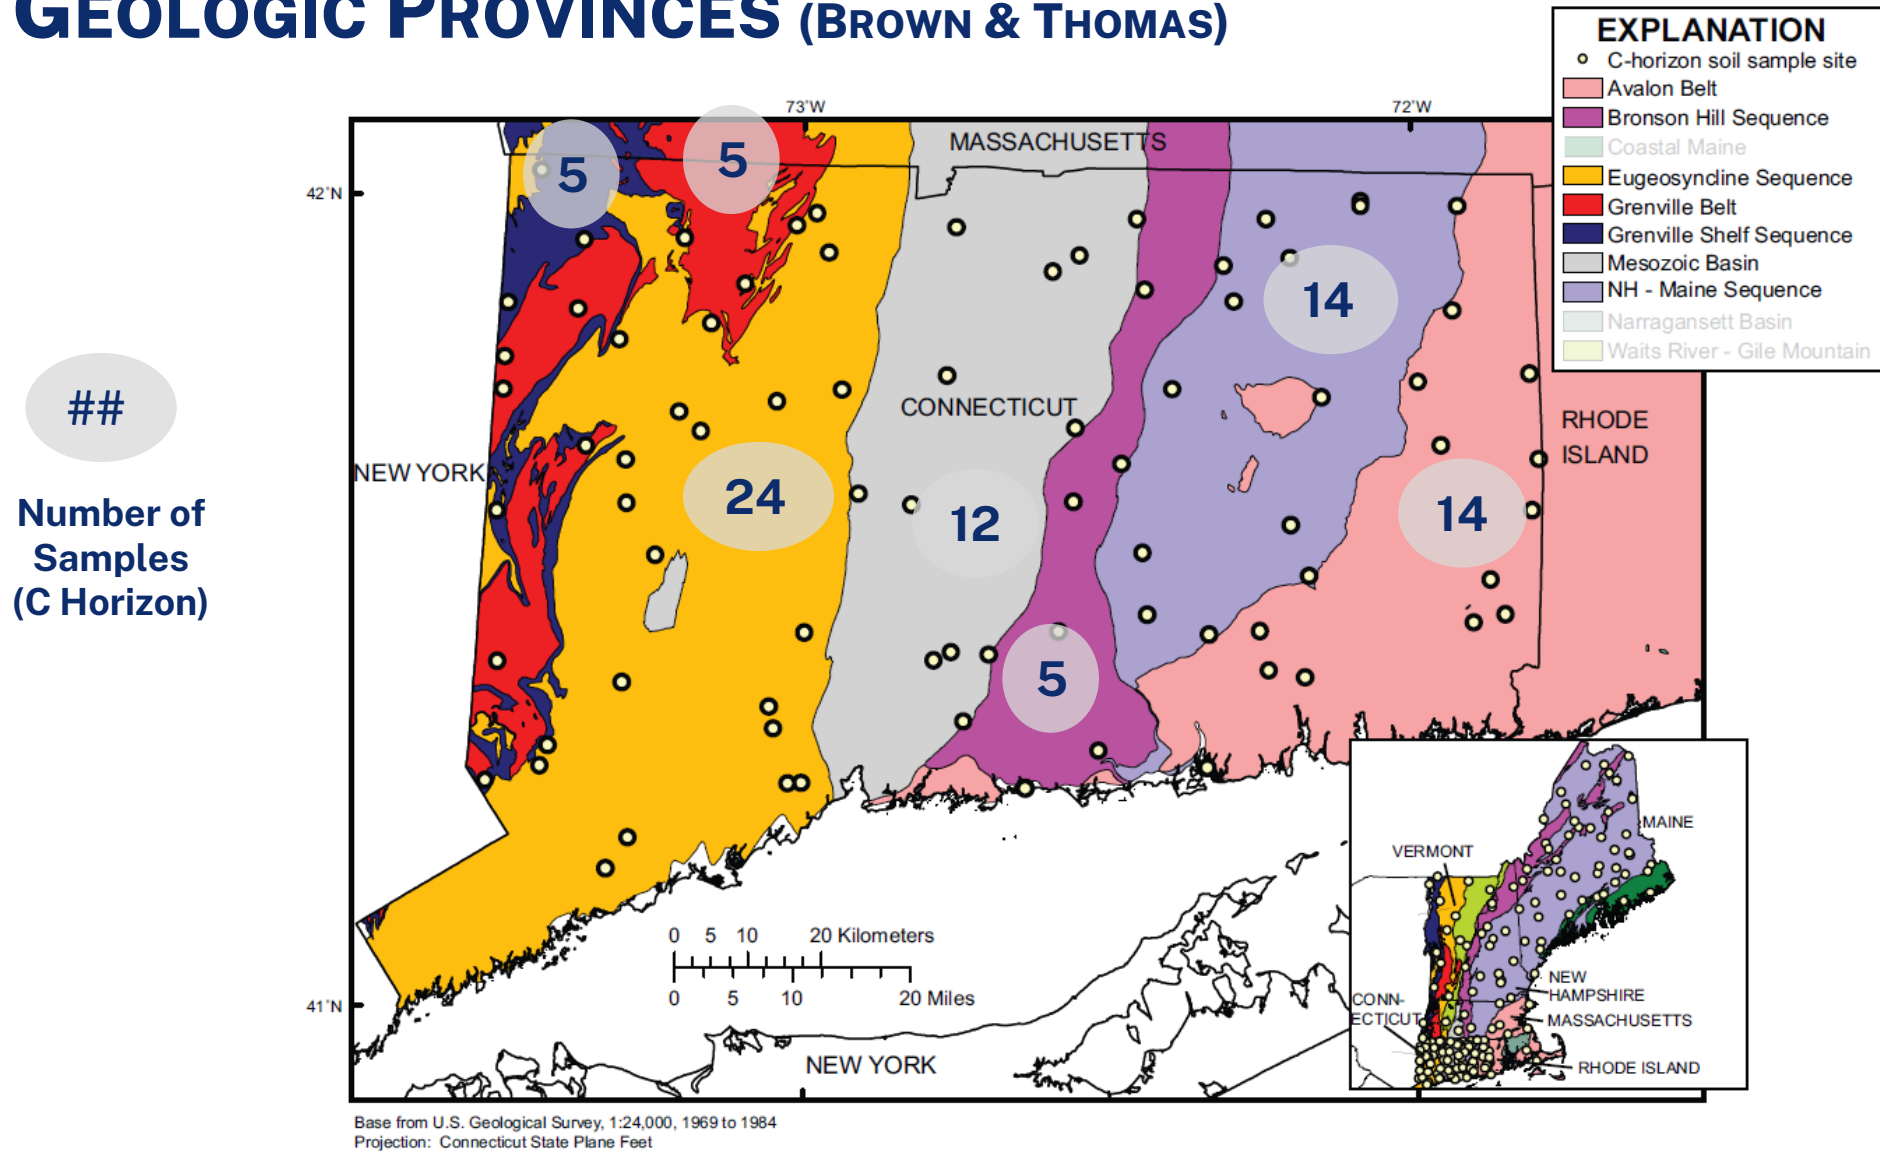 GEOLOGIC PROVINCES (BROWN & THOMAS)
EXPLANATION
C-horizon soil sample site
Avalon Belt
Bronson Hill Sequence
Coastal Maine
Eugeosyncline Sequence
Grenville Belt
Grenville Shelf Sequence
Mesozoic Basin
NH - Maine Sequence
Narragansett Basin
Waits River - Gile Mountain
73°W
72°W
MASSACHUSETTS
5
5
42°N
14
##
CONNECTICUT
RHODE
ISLAND
NEW YORK
24
12
14
Number of
Samples
(C Horizon)
5
MAINE
VERMONT
0 5 10 20 Kilometers
0 5 10 20 Miles
NEW
HAMPSHIRE
CONN-
ECTICUT
MASSACHUSETTS
RHODE ISLAND
41°N
NEW YORK
Base from U.S. Geological Survey, 1:24,000, 1969 to 1984
Projection: Connecticut State Plane Feet